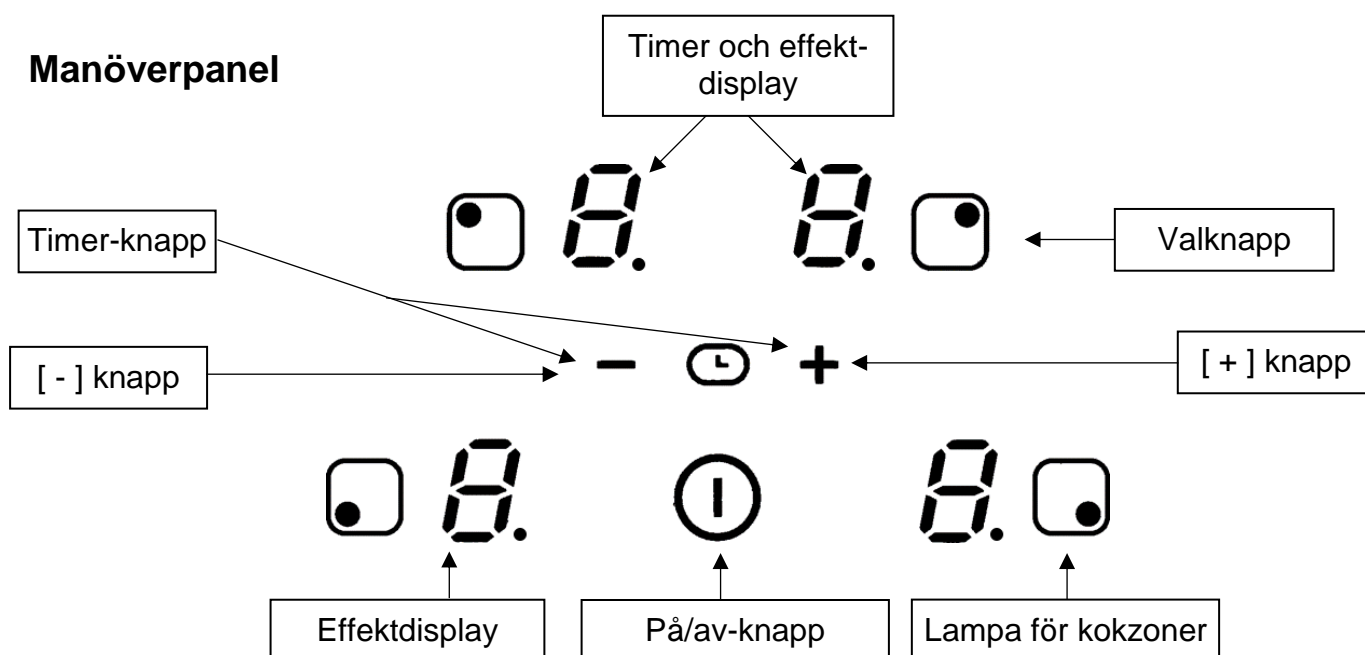 Manöverpanel
Timer och effekt-
display
Timer-knapp
Valknapp
[ - ] knapp
[ + ] knapp
Effektdisplay
På/av-knapp
Lampa för kokzoner